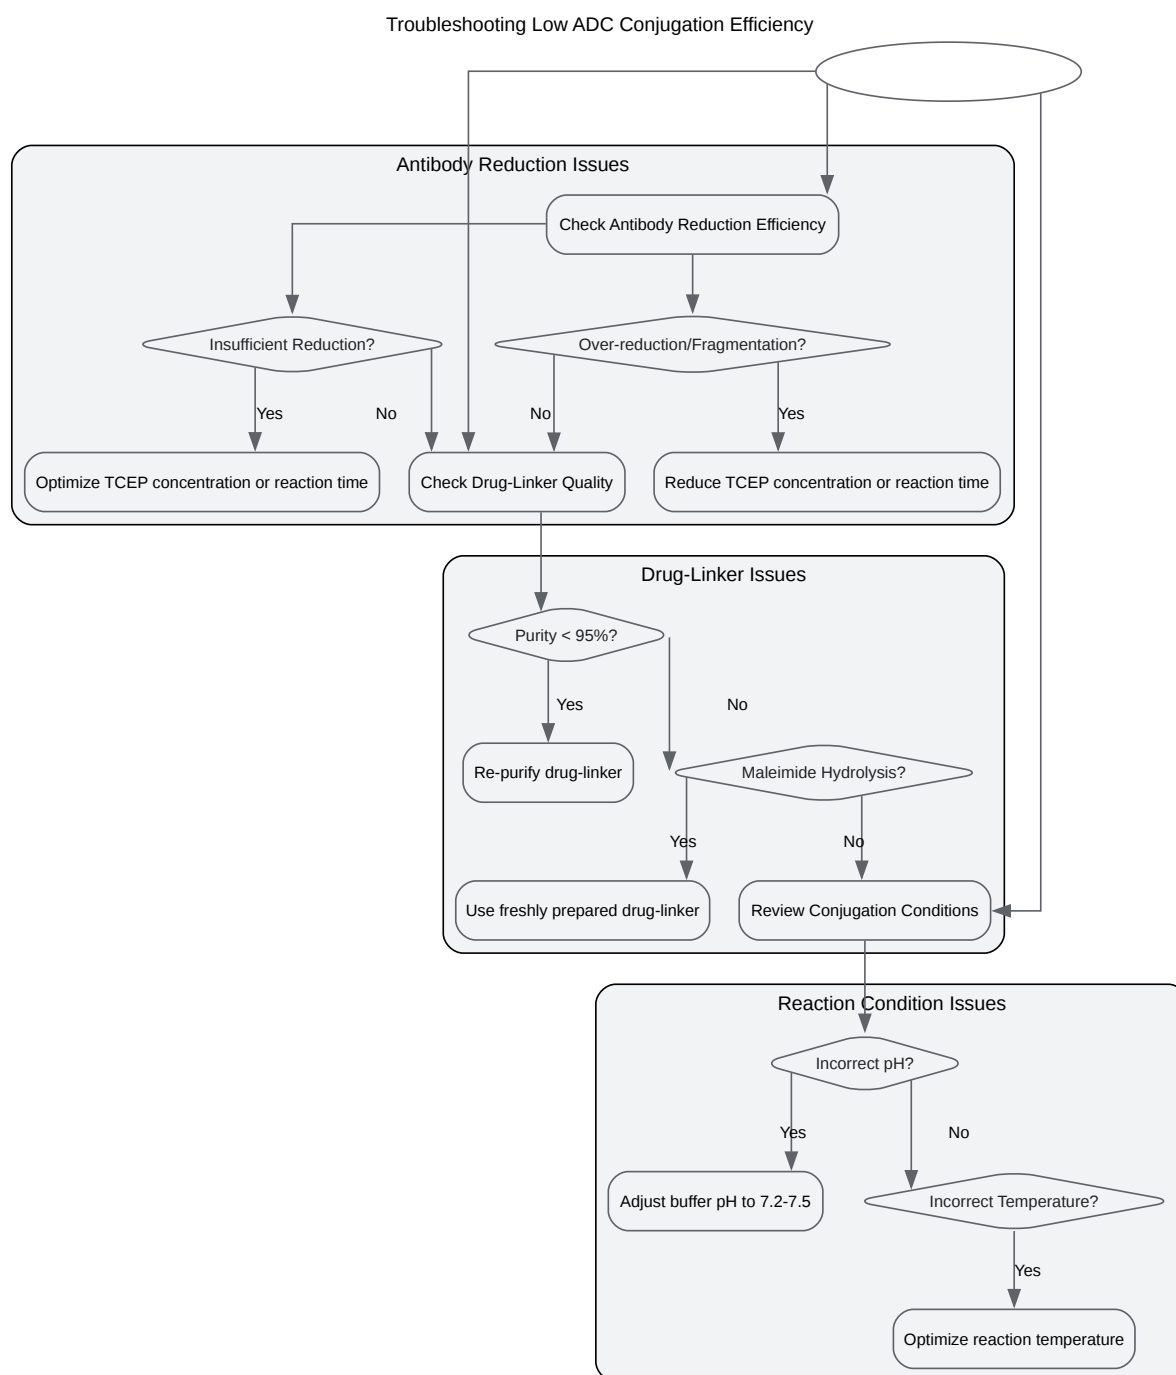 Troubleshooting Low ADC Conjugation Efficiency
Antibody Reduction Issues
Check Antibody Reduction Efficiency
Insufficient Reduction?
Over-reduction/Fragmentation?
Yes
No
No
Yes
Optimize TCEP concentration or reaction time
Check Drug-Linker Quality
Reduce TCEP concentration or reaction time
Drug-Linker Issues
Purity < 95%?
Yes
No
Re-purify drug-linker
Maleimide Hydrolysis?
Yes
No
Use freshly prepared drug-linker
Review Conjugation Conditions
Reaction Condition Issues
Incorrect pH?
Yes
No
Adjust buffer pH to 7.2-7.5
Incorrect Temperature?
Yes
Optimize reaction temperature